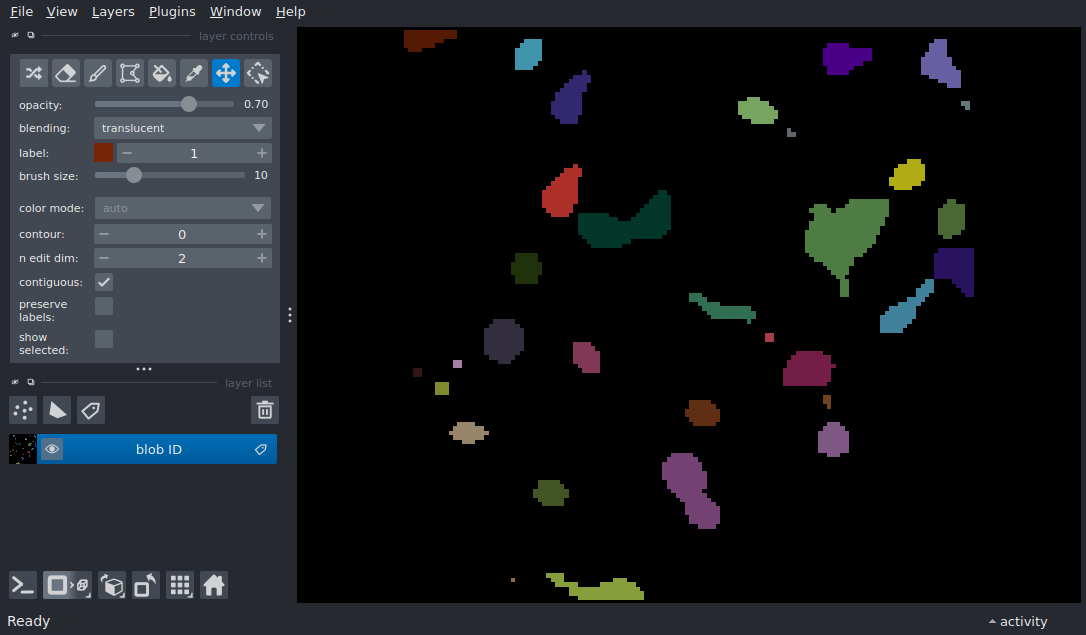 File View Layers Plugins Window Help
layer controls
opacity: 0.70
blending: translucent
label: 1
brush size: 10
color mode: auto
contour: 0
n edit dim: 2
contiguous:
preserve
labels:
show
selected:
layer list
blob ID
Ready
activity